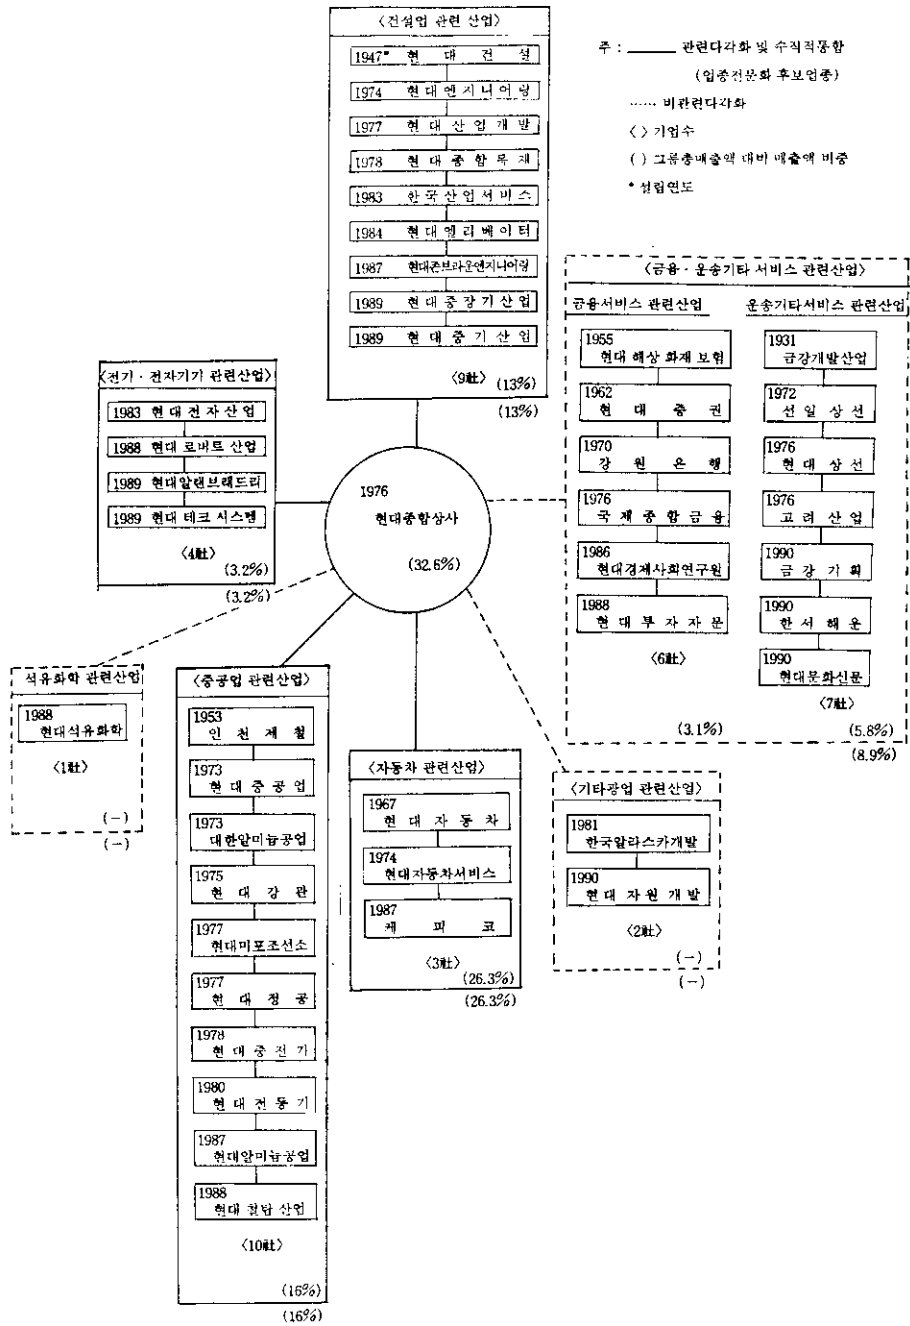 〈건설업 관련 산업〉
1947* 현 대 건 설
1974 현대엔지니어링
1977 현대산업개발
1978 현대종합목재
1983 한국산업서비스
1984 현대엘리베이터
1987 현대존브라운엔지니어링
1989 현대중장기산업
1989 현대중기산업
〈9社〉
(13%)
(13%)
주 : ______ 관련다각화 및 수직적통합
(업종전문화 후보업종)
…… 비관련다각화
〈 〉 기업수
( ) 그룹총매출액 대비 매출액 비중
* 설립연도
〈전기 · 전자기기 관련산업〉
1983 현대전자산업
1988 현대 로버트 산업
1989 현대알랜브래드리
1989 현대 테크 시스템
〈4社〉
(3.2%)
(3.2%)
1976
현대종합상사
(32.6%)
〈금융 · 운송기타 서비스 관련산업〉
금융서비스 관련산업
1955
현대 해상 화재 보험
1962
현 대 증 권
1970
강 원 은 행
1976
국 제 종 합 금 융
1986
현대경제사회연구원
1988
현 대 투 자 자 문
〈6社〉
(3.1%)
운송기타서비스 관련산업
1931
금강개발산업
1972
선 일 상 선
1976
현 대 상 선
1976
고 려 산 업
1990
금 강 기 획
1990
한 서 해 운
1990
현대문화신문
〈7社〉
(5.8%)
(8.9%)
석유화학 관련산업
1988
현대석유화학
〈1社〉
(−)
(−)
〈중공업 관련산업〉
1953
인 천 제 철
1973
현 대 중 공 업
1973
대한알미늄공업
1975
현 대 강 관
1977
현대미포조선소
1977
현 대 정 공
1978
현 대 중 전 기
1980
현 대 전 동 기
1987
현대알미늄공업
1988
현대 철탑 산업
〈10社〉
(16%)
(16%)
〈자동차 관련산업〉
1967
현 대 자 동 차
1974
현대자동차서비스
1987
케 피 코
〈3社〉
(26.3%)
(26.3%)
〈기타광업 관련산업〉
1981
한국알라스카개발
1990
현 대 자 원 개 발
〈2社〉
(−)
(−)